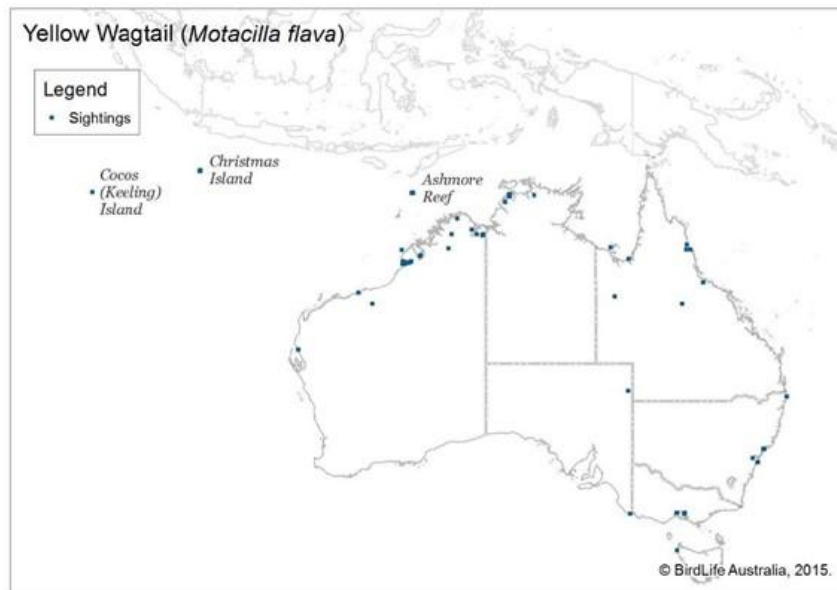 Yellow Wagtail (Motacilla flava)
Legend
Sightings
Christmas
Island
Cocos
(Keeling)
Island
Ashmore
Reef
© BirdLife Australia, 2015.